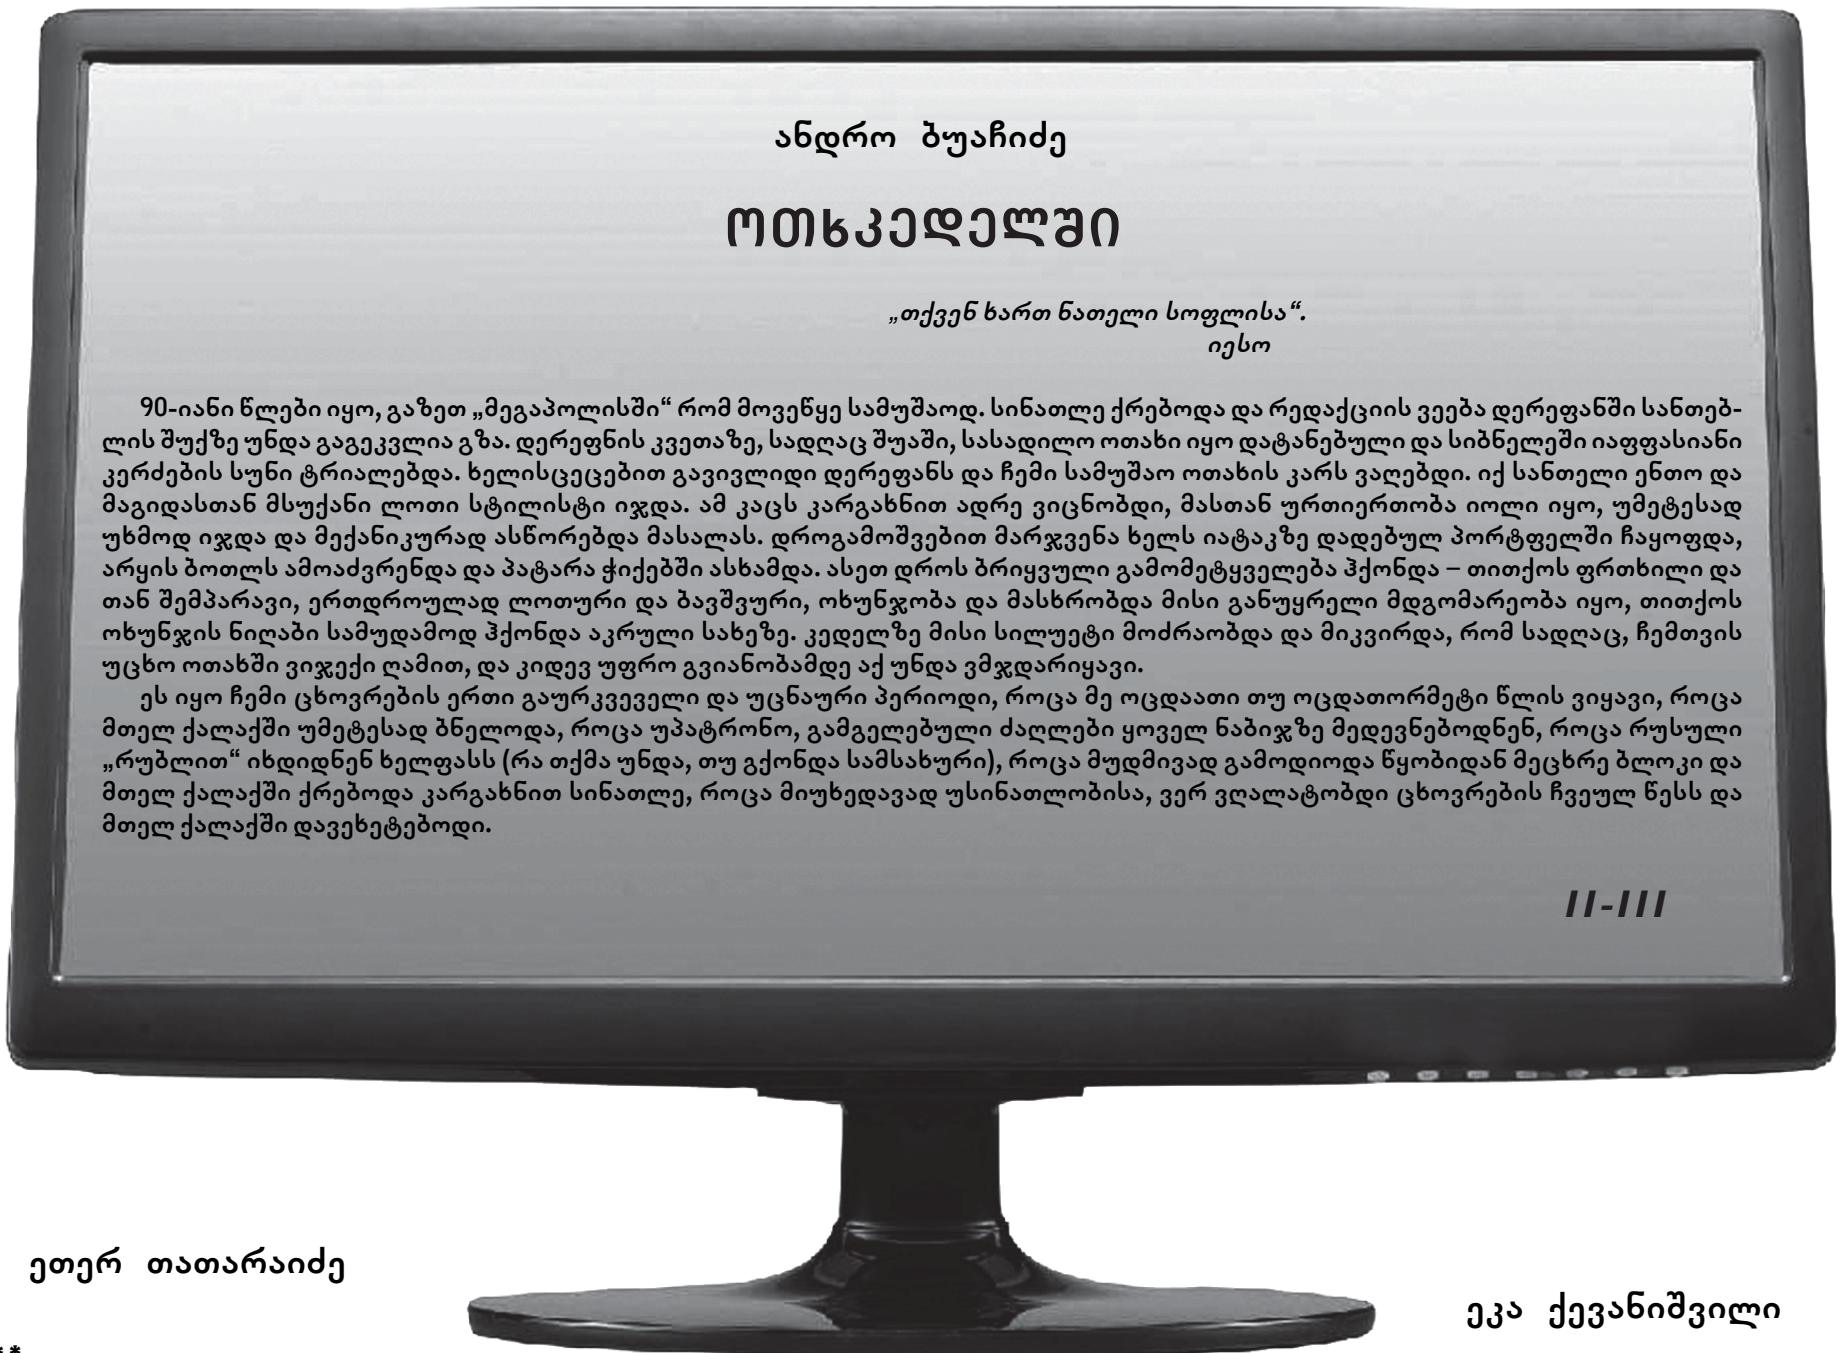 ანდრო ბუაჩიძე
ოთხკედელში
„თქვენ ხართ ნათელი სოფლისა“.
იესო
90-იანი წლები იყო, გაზეთ „მეგაპოლისში“ რომ მოვეწყე სამუშაოდ. სინათლე ქრებოდა და რედაქციის ვეება დერეფანში სანთებ-
ლის შუქზე უნდა გაგეკვლია გზა. დერეფნის კვეთაზე, სადღაც შუაში, სასადილო ოთახი იყო დატანებული და სიბნელეში იაფფასიანი
კერძების სუნი ტრიალებდა. ხელისცეცებით გავივლიდი დერეფანს და ჩემი სამუშაო ოთახის კარს ვაღებდი. იქ სანთელი ენთო და
მაგიდასთან მსუქანი ლოთი სტილისტი იჯდა. ამ კაცს კარგახნით ადრე ვიცნობდი, მასთან ურთიერთობა იოლი იყო, უმეტესად
უხმოდ იჯდა და მექანიკურად ასწორებდა მასალას. დროგამოშვებით მარჯვენა ხელს იატაკზე დადებულ პორტფელში ჩაყოფდა,
არყის ბოთლს ამოაძვრენდა და პატარა ჭიქებში ასხამდა. ასეთ დროს ბრიყვული გამომეტყველება ჰქონდა – თითქოს ფრთხილი და
თან შემპარავი, ერთდროულად ლოთური და ბავშვური, ოხუნჯობა და მასხრობდა მისი განუყრელი მდგომარეობა იყო, თითქოს
ოხუნჯის ნიღაბი სამუდამოდ ჰქონდა აკრული სახეზე. კედელზე მისი სილუეტი მოძრაობდა და მიკვირდა, რომ სადღაც, ჩემთვის
უცხო ოთახში ვიჯექი ღამით, და კიდევ უფრო გვიანობამდე აქ უნდა ვმჯდარიყავი.
ეს იყო ჩემი ცხოვრების ერთი გაურკვეველი და უცნაური პერიოდი, როცა მე ოცდაათი თუ ოცდათორმეტი წლის ვიყავი, როცა
მთელ ქალაქში უმეტესად ბნელოდა, როცა უპატრონო, გამგელებული ძაღლები ყოველ ნაბიჯზე მედევნებოდნენ, როცა რუსული
„რუბლით“ იხდიდნენ ხელფასს (რა თქმა უნდა, თუ გქონდა სამსახური), როცა მუდმივად გამოდიოდა წყობიდან მეცხრე ბლოკი და
მთელ ქალაქში ქრებოდა კარგახნით სინათლე, როცა მიუხედავად უსინათლობისა, ვერ ვღალატობდი ცხოვრების ჩვეულ წესს და
მთელ ქალაქში დავეხეტებოდი.
II-III
ეთერ თათარაიძე
ეკა ქევანიშვილი